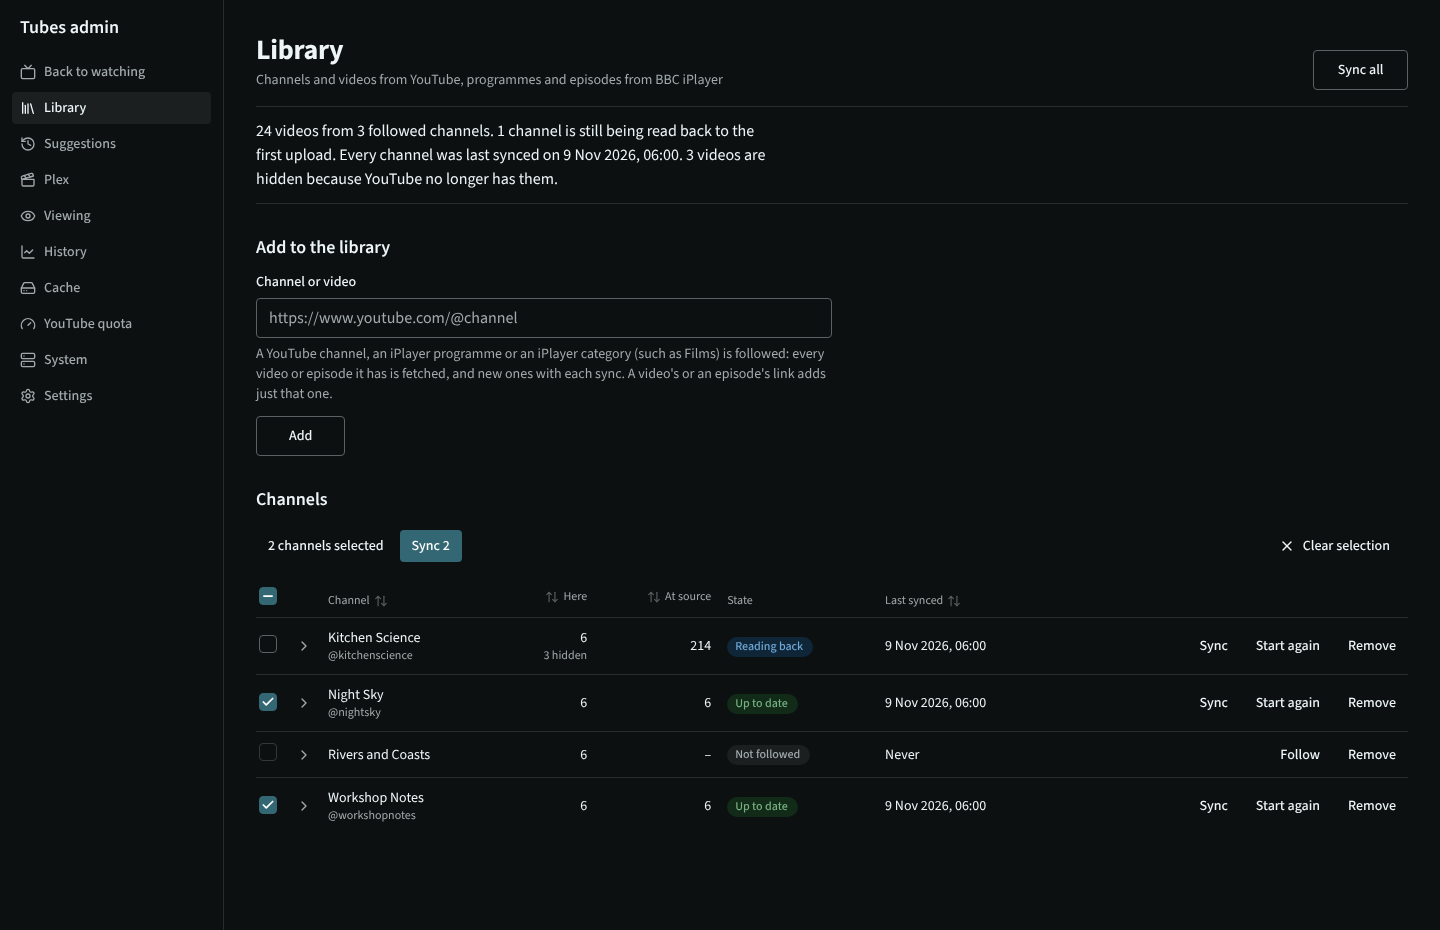 Tubes admin
Back to watching
Library
Suggestions
Plex
Viewing
History
Cache
YouTube quota
System
Settings
Library
Channels and videos from YouTube, programmes and episodes from BBC iPlayer
Sync all
24 videos from 3 followed channels. 1 channel is still being read back to the
first upload. Every channel was last synced on 9 Nov 2026, 06:00. 3 videos are
hidden because YouTube no longer has them.
Add to the library
Channel or video
https://www.youtube.com/@channel
A YouTube channel, an iPlayer programme or an iPlayer category (such as Films) is followed: every
video or episode it has is fetched, and new ones with each sync. A video's or an episode's link adds
just that one.
Add
Channels
2 channels selected Sync 2 Clear selection
Channel Here At source State Last synced
Kitchen Science 6 214 Reading back 9 Nov 2026, 06:00 Sync Start again Remove
@kitchenscience 3 hidden
Night Sky 6 6 Up to date 9 Nov 2026, 06:00 Sync Start again Remove
@nightsky
Rivers and Coasts 6 – Not followed Never Follow Remove
Workshop Notes 6 6 Up to date 9 Nov 2026, 06:00 Sync Start again Remove
@workshopnotes